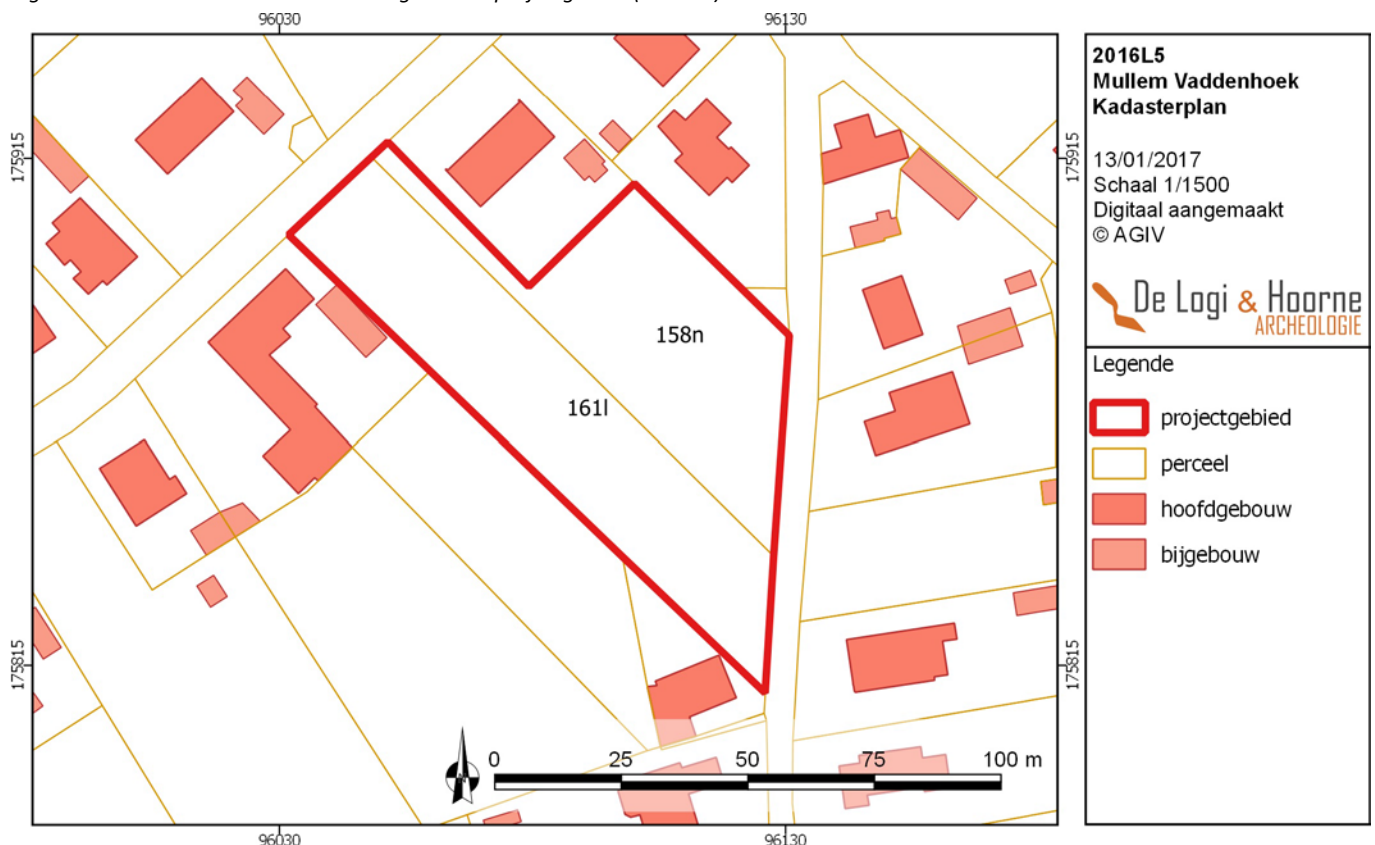 96030
96130
175915
175915
158n
161l
175815
175815
N
0 25 50 75 100 m
96030
96130
2016L5
Mullem Vaddenhoek
Kadasterplan
13/01/2017
Schaal 1/1500
Digitaal aangemaakt
© AGIV
De Logi & Hoorne
ARCHEOLOGIE
Legende
projectgebied
perceel
hoofdgebouw
bijgebouw